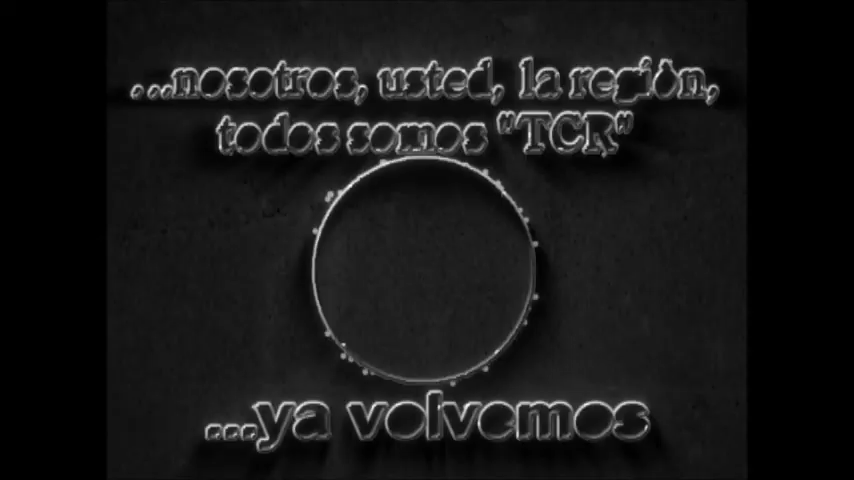 ...nosotros, usted, la región,
todos somos "TCR"
...ya volvemos